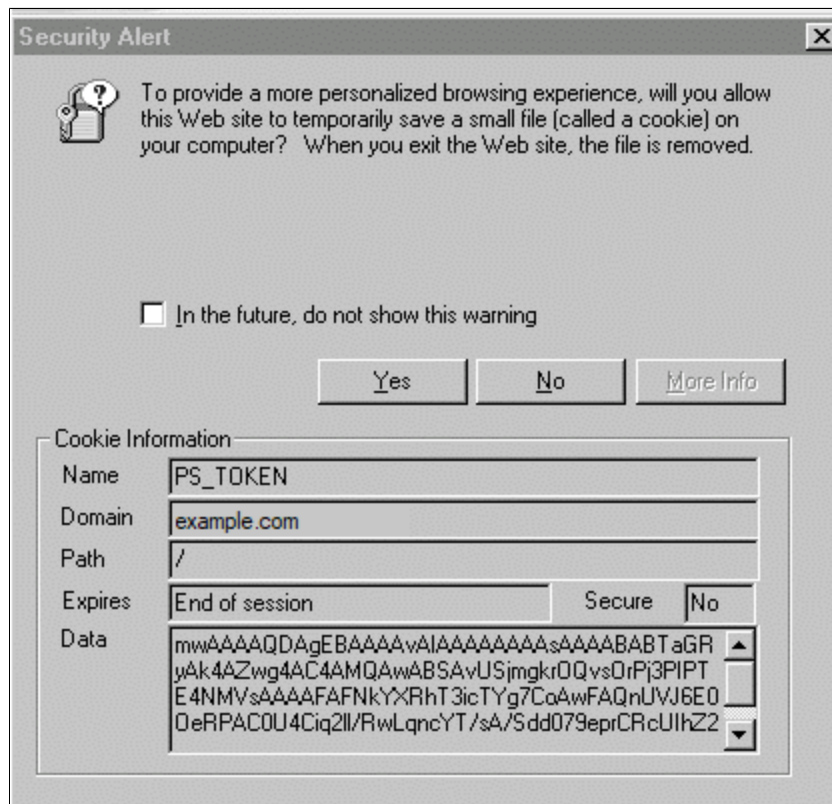 Security Alert
To provide a more personalized browsing experience, will you allow
this Web site to temporarily save a small file (called a cookie) on
your computer? When you exit the Web site, the file is removed.
In the future, do not show this warning
Yes No More Info
Cookie Information
Name PS_TOKEN
Domain example.com
Path /
Expires End of session Secure No
Data mwAAAAQDAgEBAAAAvAIAAAAAAAAsAAAABABTaGR
yAk4AZwg4AC4AMQAwABSAvUSjmgkrOQvsOrPj3PIPT
E4NMVsAAAAFAFNkYXRhT3icTYg7CoAwFAQnUVJ6E0
OeRPAC0U4Ciq2Il/RwLqncYT/sA/Sdd079eprCRcUIhZ2